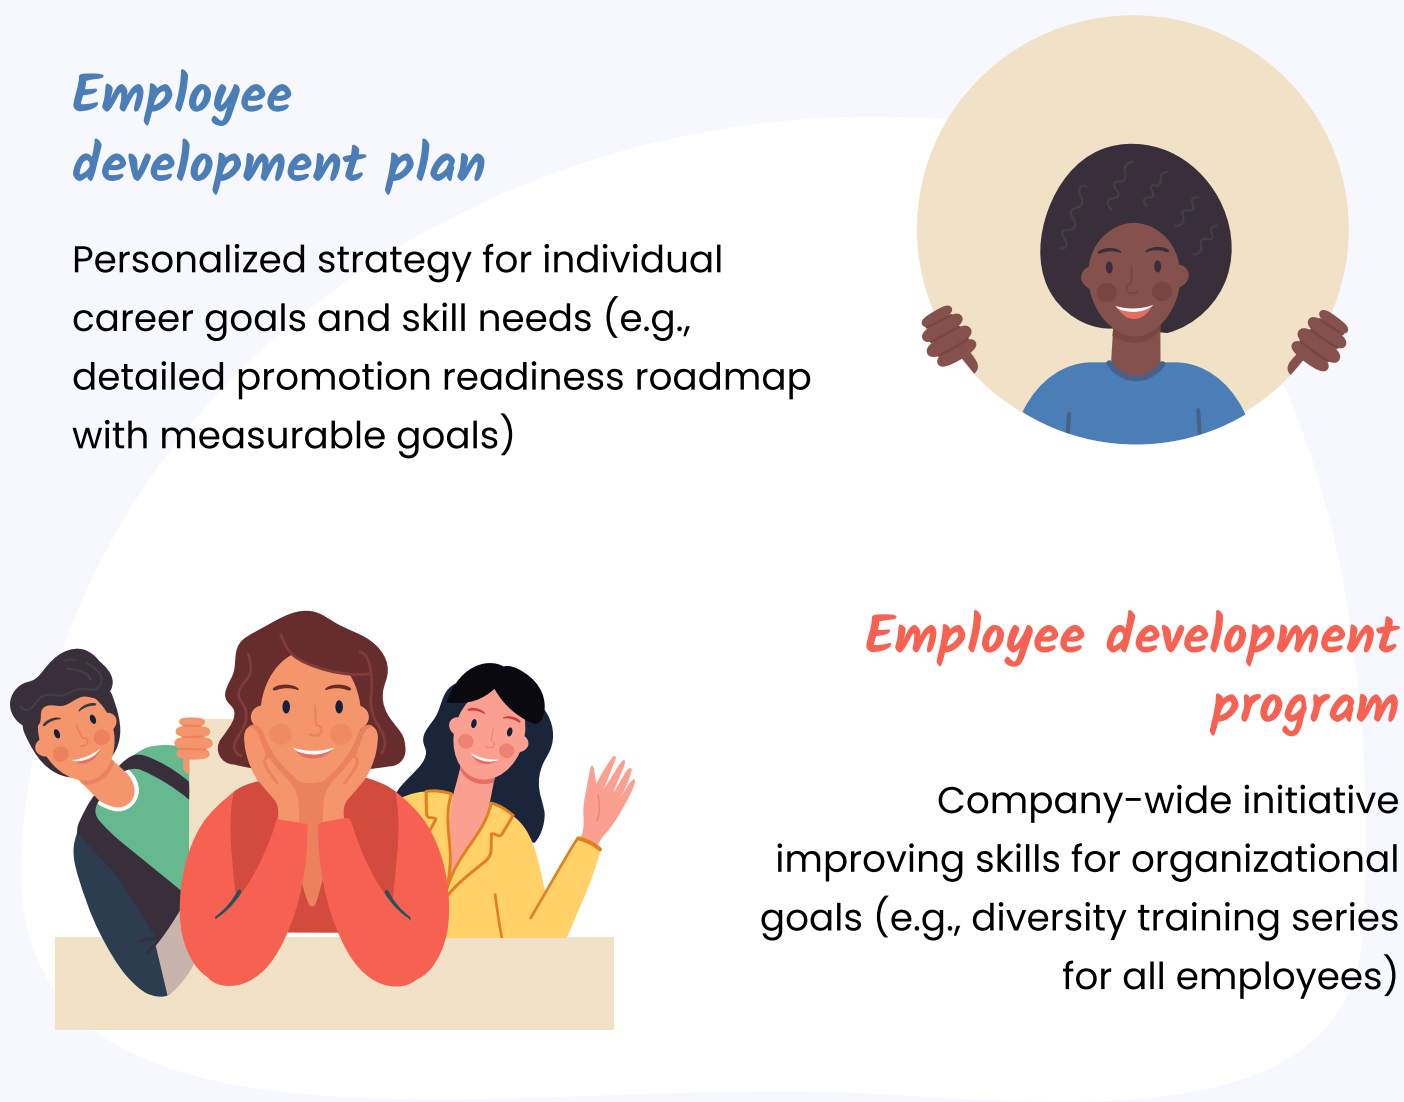 Employee
development plan
Personalized strategy for individual
career goals and skill needs (e.g.,
detailed promotion readiness roadmap
with measurable goals)
Employee development
program
Company-wide initiative
improving skills for organizational
goals (e.g., diversity training series
for all employees)